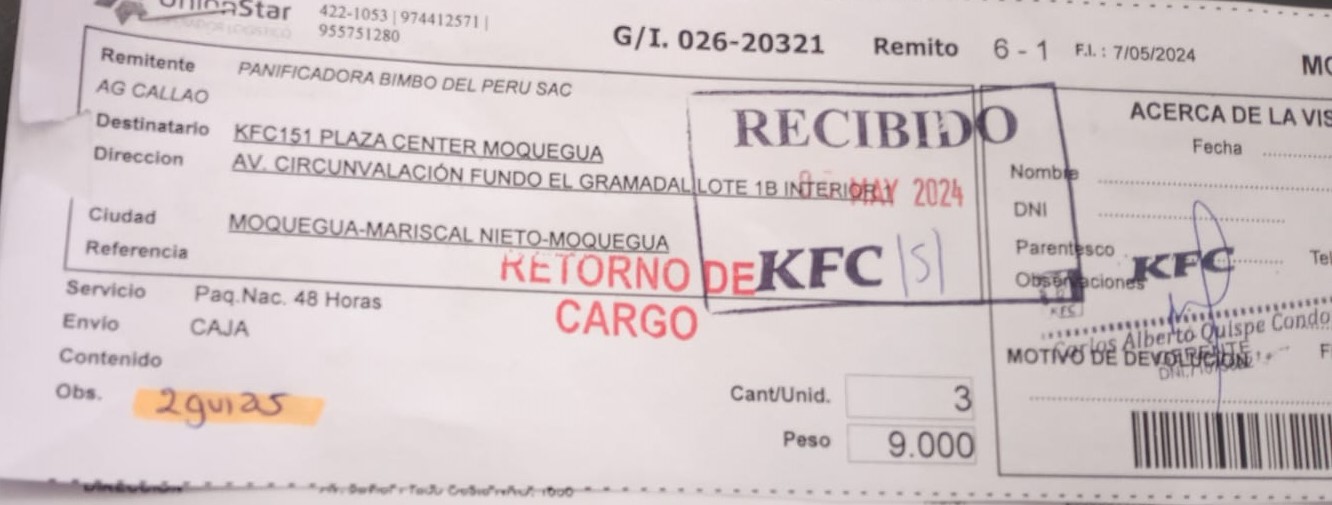 UnionStar
422-1053 | 974412571 |
955751280
G/I. 026-20321 Remito 6 - 1 F.I. : 7/05/2024
Remitente PANIFICADORA BIMBO DEL PERU SAC
AG CALLAO
Destinatario KFC151 PLAZA CENTER MOQUEGUA
Direccion AV. CIRCUNVALACIÓN FUNDO EL GRAMADAL LOTE 1B INTERIOR 1
Ciudad MOQUEGUA-MARISCAL NIETO-MOQUEGUA
Referencia
Servicio Paq.Nac. 48 Horas
Envio CAJA
Contenido
Obs. 2guias
RECIBIDO
MAY 2024
KFC 151
RETORNO DE
CARGO
Cant/Unid. 3
Peso 9.000
ACERCA DE LA VIS
Fecha
Nombre
DNI
Parentesco
Observaciones
KFC
Carlos Alberto Quispe Condo
GERENTE
MOTIVO DE DEVOLUCION